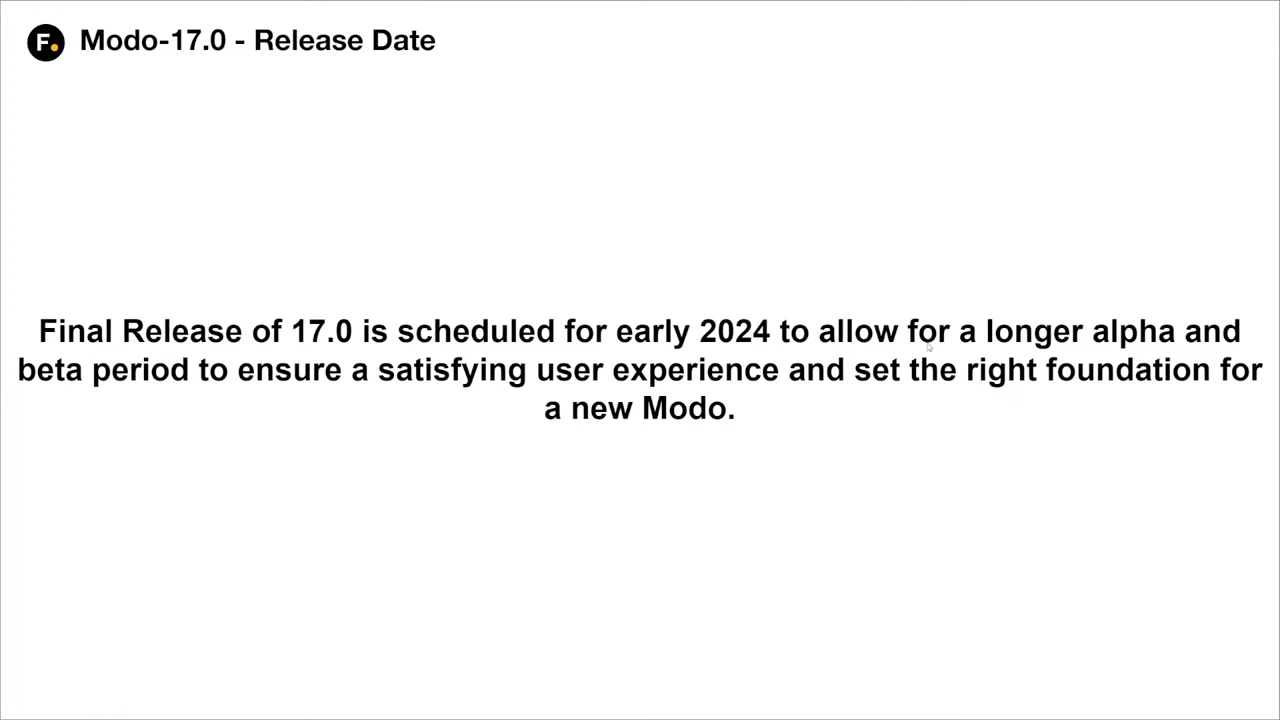 F. Modo-17.0 - Release Date
Final Release of 17.0 is scheduled for early 2024 to allow for a longer alpha and
beta period to ensure a satisfying user experience and set the right foundation for
a new Modo.